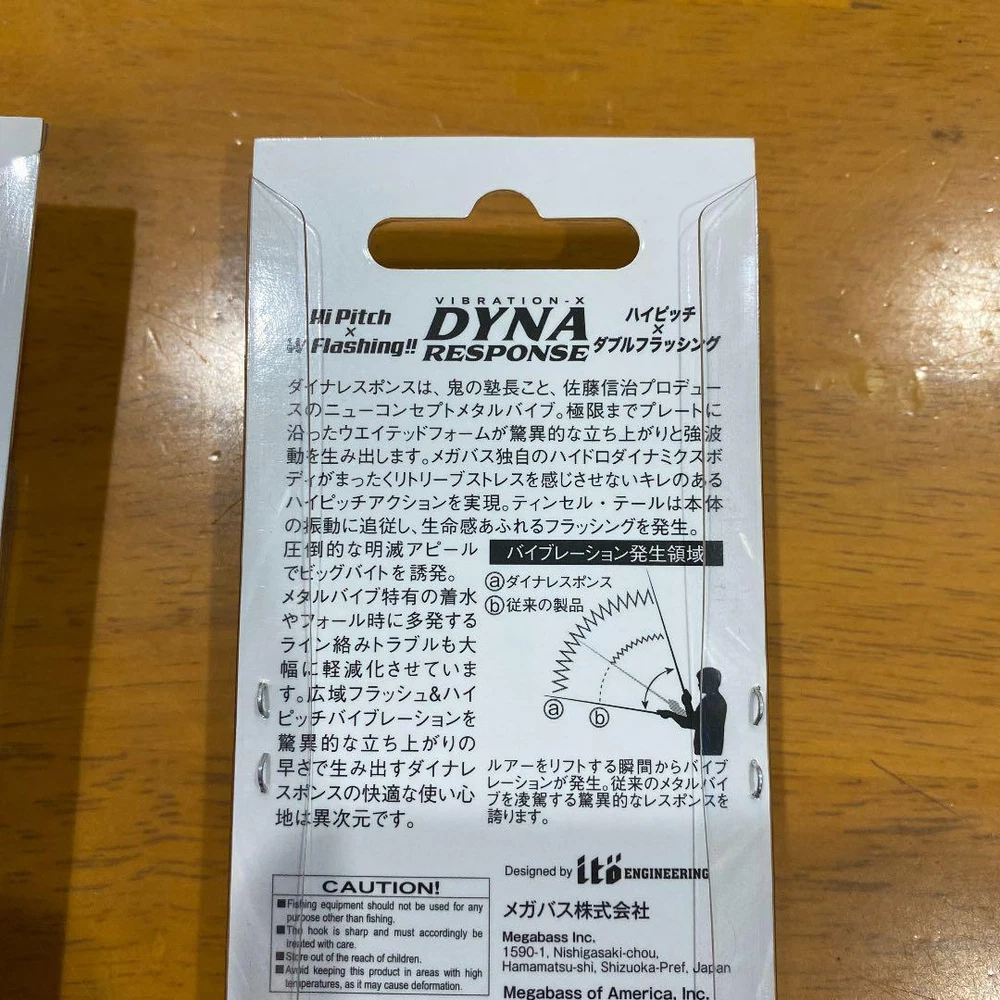 VIBRATION-X
Hi Pitch
×
W Flashing!!
DYNA
RESPONSE
ハイピッチ
×
ダブルフラッシング
ダイナレスポンスは、鬼の塾長こと、佐藤信治プロデュー
スのニューコンセプトメタルバイブ。極限までプレートに
沿ったウエイテッドフォームが驚異的な立ち上がりと強波
動を生み出します。メガバス独自のハイドロダイナミクスボ
ディがまったくリトリーブストレスを感じさせないキレのある
ハイピッチアクションを実現。ティンセル・テールは本体
の振動に追従し、生命感あふれるフラッシングを発生。
圧倒的な明滅アピール
でビッグバイトを誘発。
メタルバイブ特有の着水
やフォール時に多発する
ライン絡みトラブルも大
幅に軽減化させていま
す。広域フラッシュ&ハイ
ピッチバイブレーションを
驚異的な立ち上がりの
早さで生み出すダイナレ
スポンスの快適な使い心
地は異次元です。
バイブレーション発生領域
ⓐダイナレスポンス
ⓑ従来の製品
ⓐ
ⓑ
ルアーをリフトする瞬間からバイブ
レーションが発生。従来のメタルバイ
ブを凌駕する驚異的なレスポンスを
誇ります。
CAUTION!
■Fishing equipment should not be used for any
purpose other than fishing.
■The hook is sharp and must accordingly be
treated with care.
■Store out of the reach of children.
■Avoid keeping this product in areas with high
temperatures, as it may cause deformation.
Designed by itö ENGINEERING
メガバス株式会社
Megabass Inc.
1590-1, Nishigasaki-chou,
Hamamatsu-shi, Shizuoka-Pref, Japan
Megabass of America, Inc.